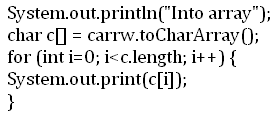 System.out.println("Into array");
char c[] = carrw.toCharArray();
for (int i=0; i<c.length; i++) {
System.out.print(c[i]);
}